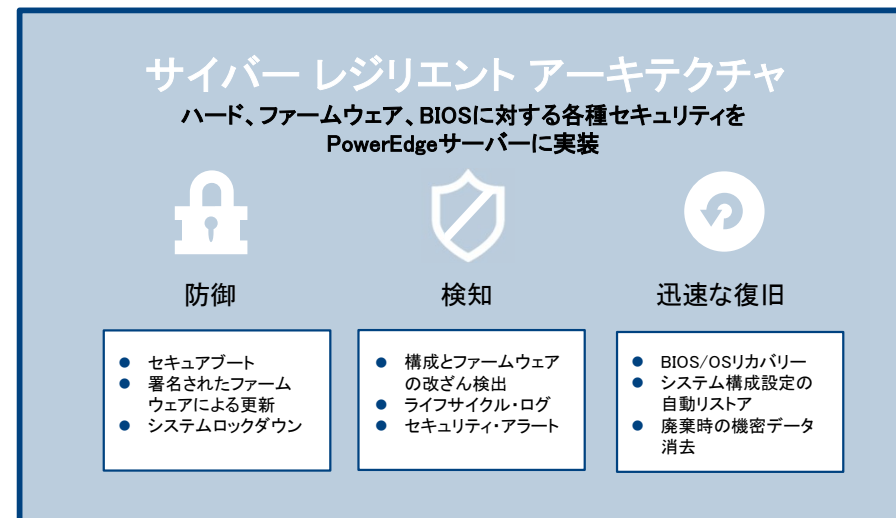 サイバー レジリエント アーキテクチャ
ハード、ファームウェア、BIOSに対する各種セキュリティを
PowerEdgeサーバーに実装
防御
● セキュアブート
● 署名されたファーム
ウェアによる更新
● システムロックダウン
検知
● 構成とファームウェア
の改ざん検出
● ライフサイクル・ログ
● セキュリティ・アラート
迅速な復旧
● BIOS/OSリカバリー
● システム構成設定の
自動リストア
● 廃棄時の機密データ
消去